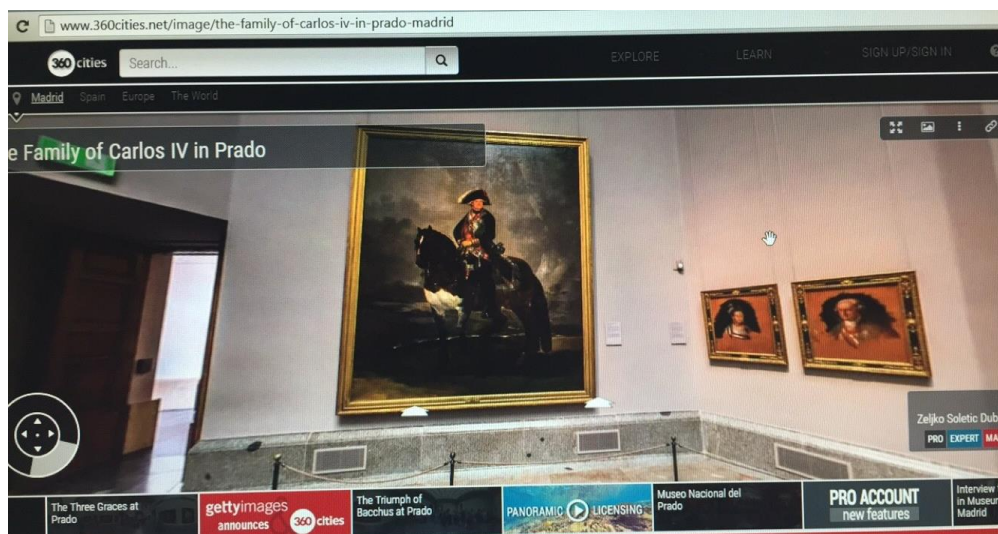 www.360cities.net/image/the-family-of-carlos-iv-in-prado-madrid
360 cities
Search...
EXPLORE
LEARN
SIGN UP/SIGN IN
Madrid
Spain
Europe
The World
e Family of Carlos IV in Prado
Zeljko Soletic Dub
PRO
EXPERT
MA
The Three Graces at
Prado
gettyimages
announces
360 cities
The Triumph of
Bacchus at Prado
PANORAMIC
LICENSING
Museo Nacional del
Prado
PRO ACCOUNT
new features
Interview
in Museum
Madrid